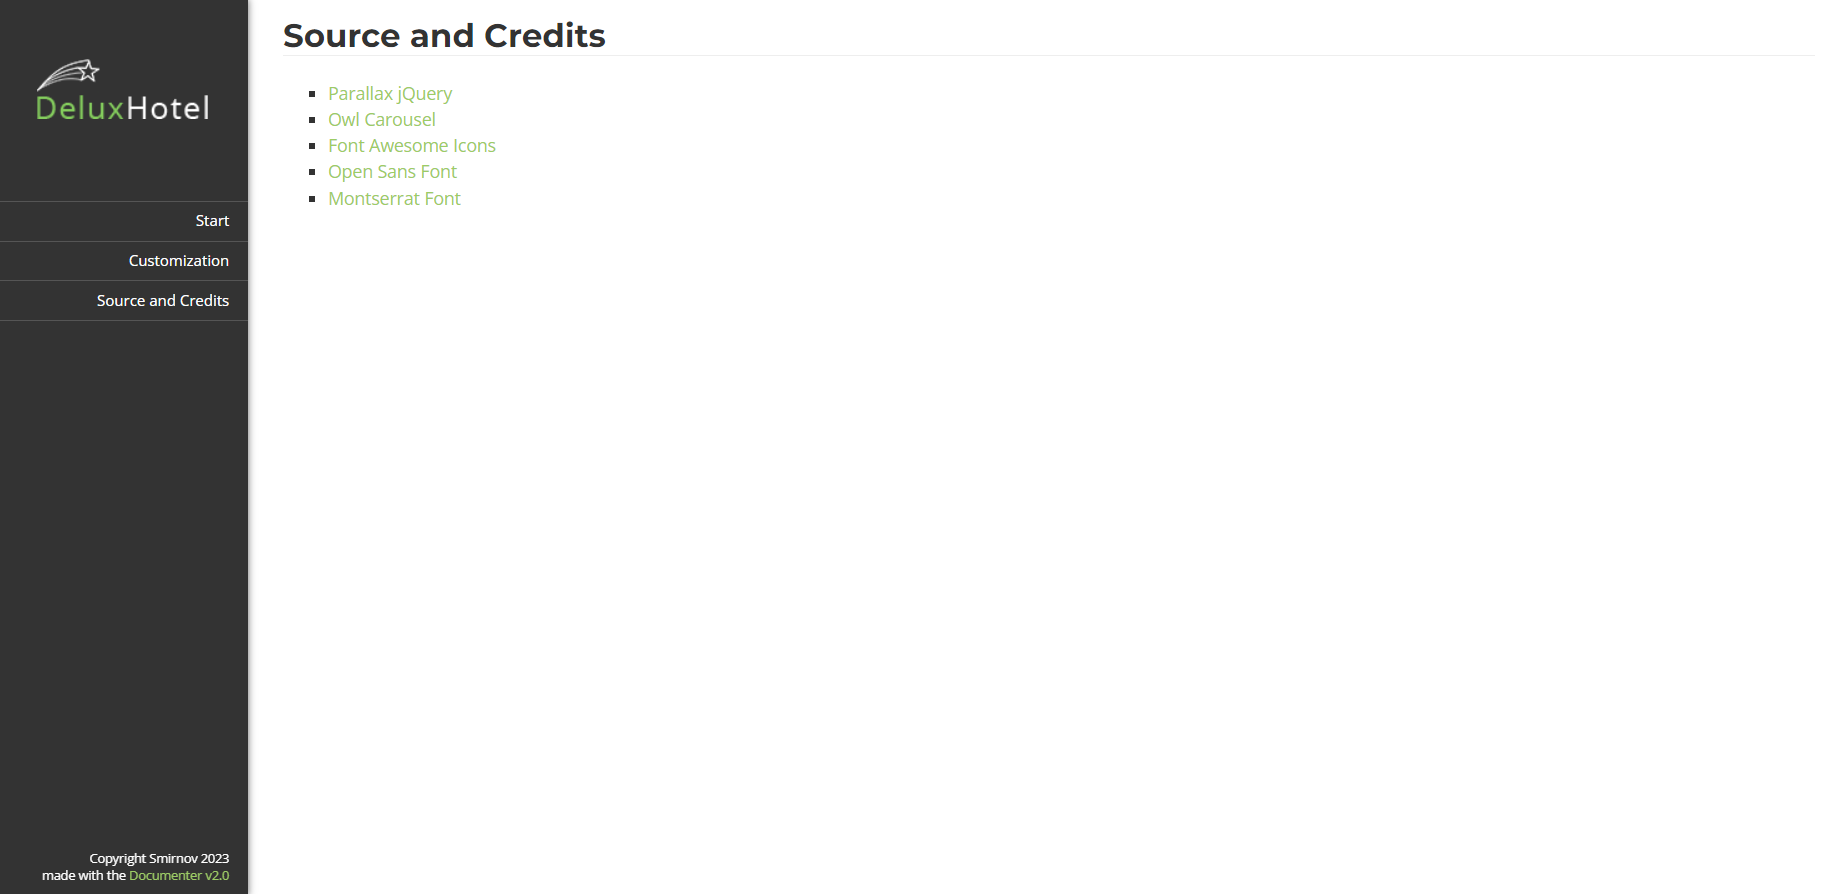 DeluxHotel
Start
Customization
Source and Credits
Copyright Smirnov 2023
made with the Documenter v2.0
Source and Credits
Parallax jQuery
Owl Carousel
Font Awesome Icons
Open Sans Font
Montserrat Font